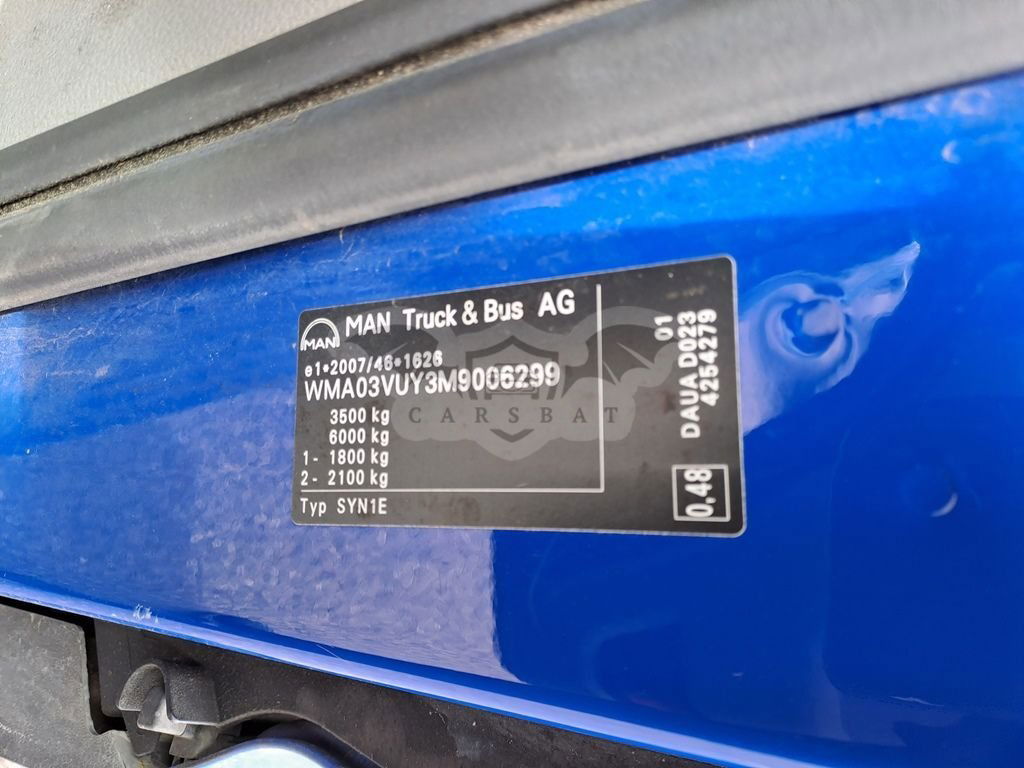 MAN
MAN Truck & Bus AG
e1*2007/46*1626
WMA03VUY3M9006299
3500 kg
6000 kg
1- 1800 kg
2- 2100 kg
Typ SYN1E
01
DAUA D023
4254279
0,48
CARSBAT